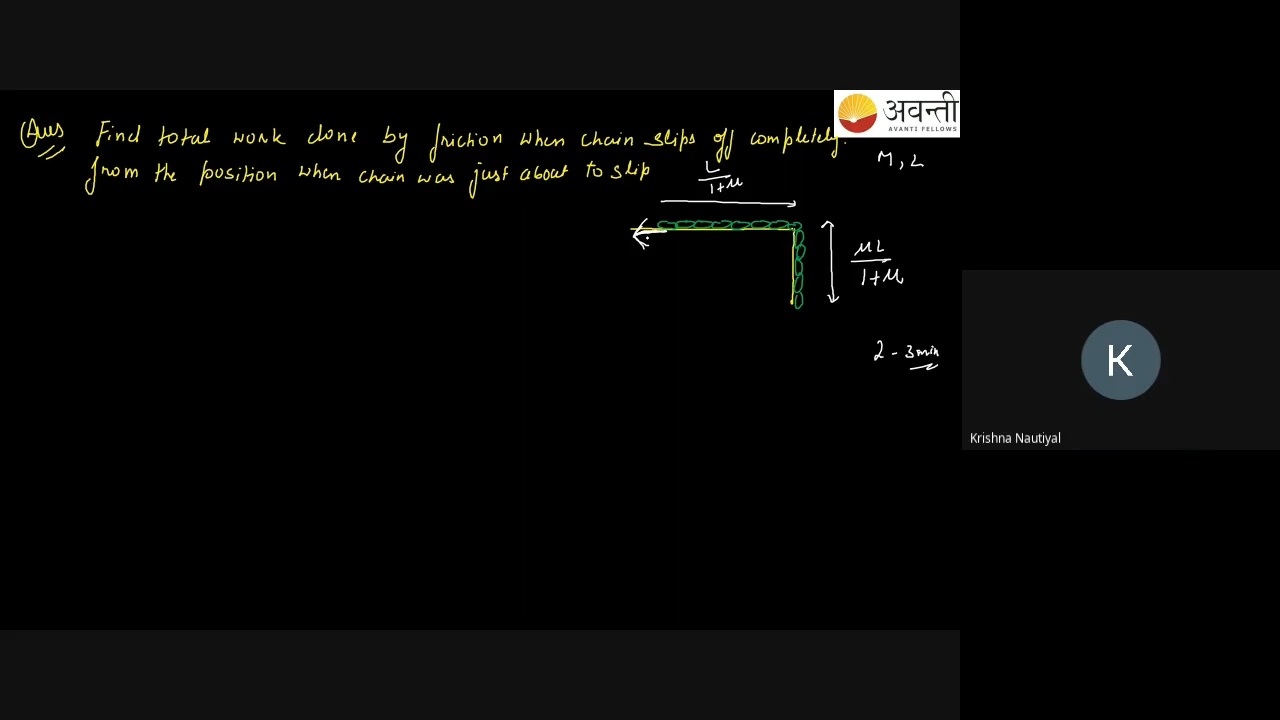 Ques Find total work done by friction when chain slips off completely.
from the position when chain was just about to slip
अवन्ती
AVANTI FELLOWS
M, L
L
1+μ
μL
1+μ
2 - 3 min
K
Krishna Nautiyal